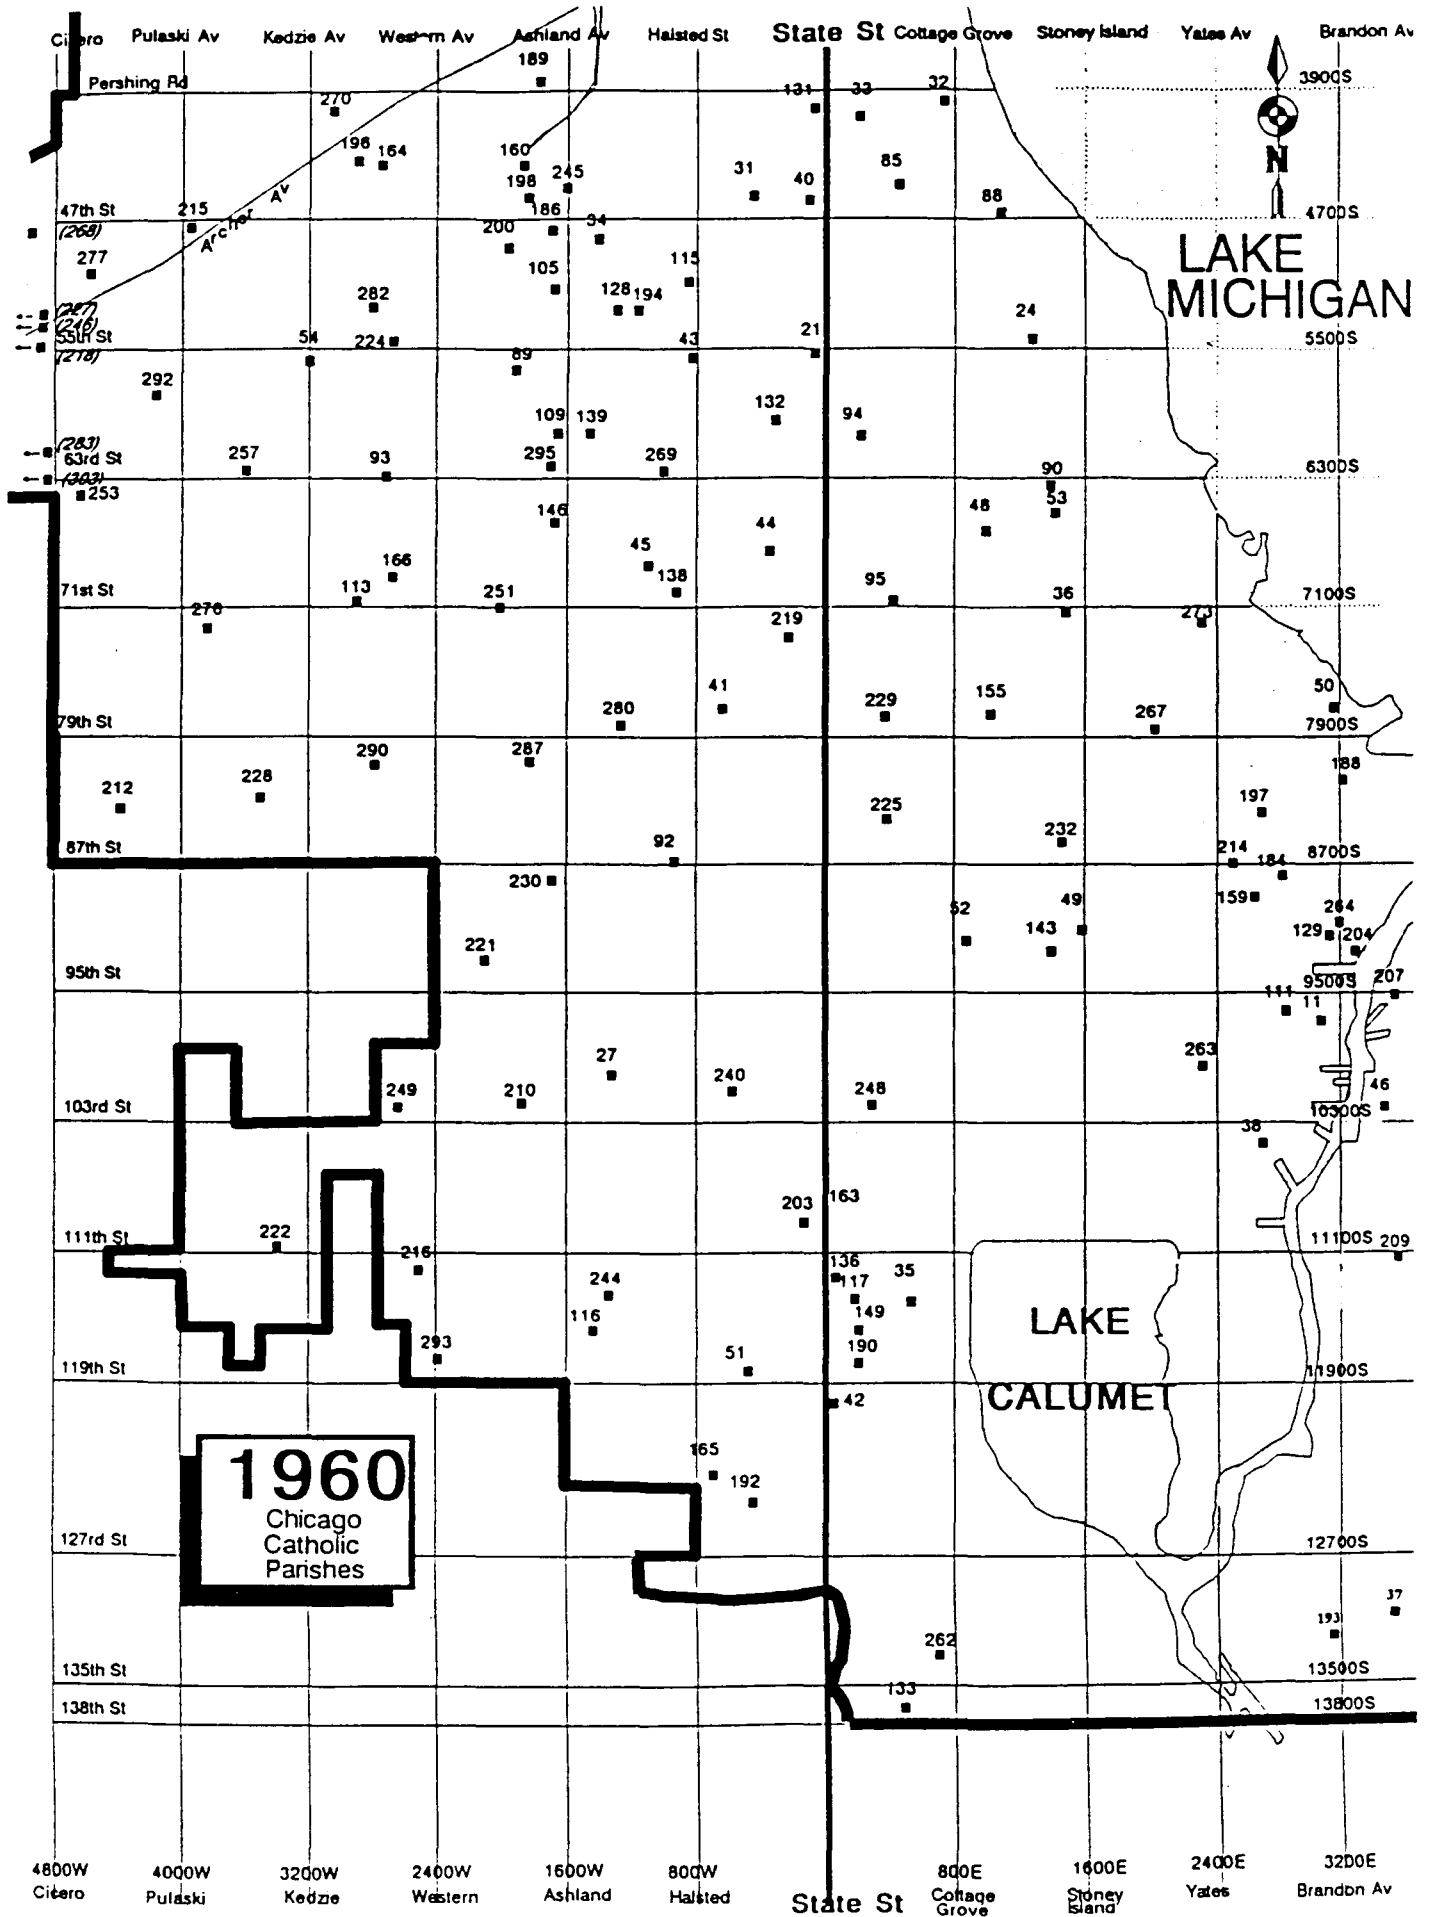 Cicero Pulaski Av Kedzie Av Western Av Ashland Av Halsted St State St Cottage Grove Stoney Island Yates Av Brandon Av
189
Pershing Rd 3900S
270 131 33 32
196 164 160 245 31 40 85
198 88
Archer Av
N
47th St 215 186 4700S
(268) 200 34
LAKE
MICHIGAN
277 105 115
282 128 194
(227)
(246) 24
55th St 54 224 43 21 5500S
(218) 89
292
132 94
109 139
(283)
63rd St 257 93 295 269 6300S
(303) 90
253 53
48
146 44
45
166 138
71st St 113 251 95 36 7100S
276 219 273
41 229 155 50
280 267
79th St 7900S
290 287 188
212 228 225 197
232
87th St 92 214 8700S
184
230 159
52 49 264
221 143 129 204
95th St 9500S 207
111 11
27 263
249 210 240 248 46
103rd St 10300S
38
203 163
111th St 222 11100S 209
216 136
244 117 35
116 149
LAKE
CALUMET
293 51 190
119th St 11900S
42
1960
Chicago
Catholic
Parishes
165
192
127rd St 12700S
37
193
262
135th St 13500S
133
138th St 13800S
4800W 4000W 3200W 2400W 1600W 800W 800E 1600E 2400E 3200E
Cicero Pulaski Kedzie Western Ashland Halsted State St Cottage Grove Stoney Island Yates Brandon Av